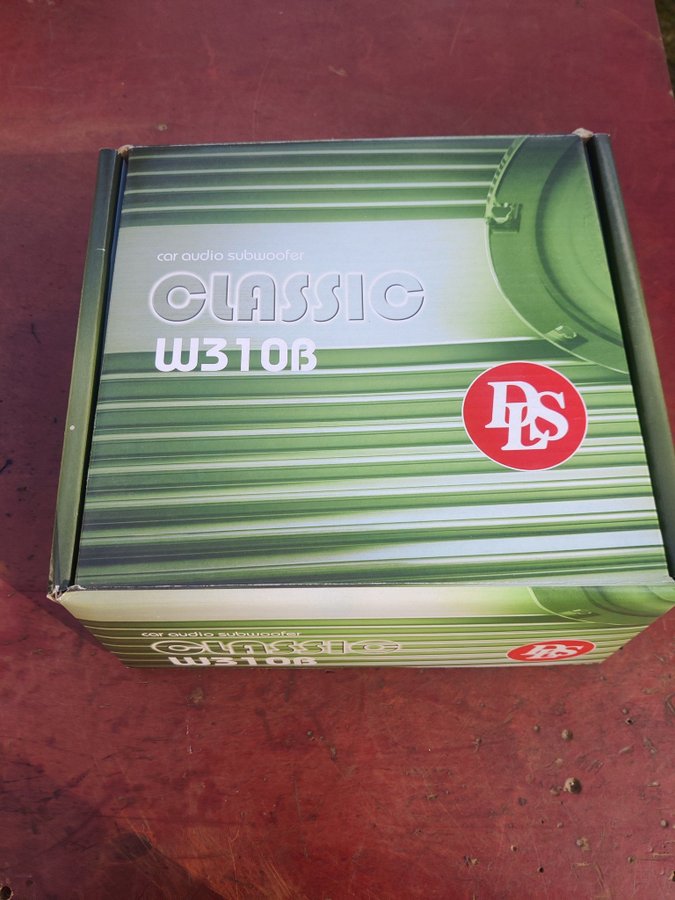 car audio subwoofer
CLASSIC
W310B
DLS
car audio subwoofer
CLASSIC
W310B
DLS